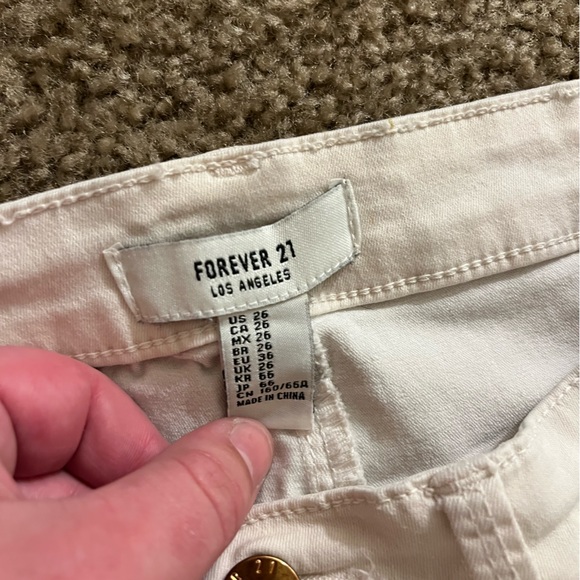 FOREVER 21
LOS ANGELES
US 26
CA 26
MX 26
BR 26
EU 36
UK 26
KR 66
JP 66
CN 160/66A
MADE IN CHINA
21